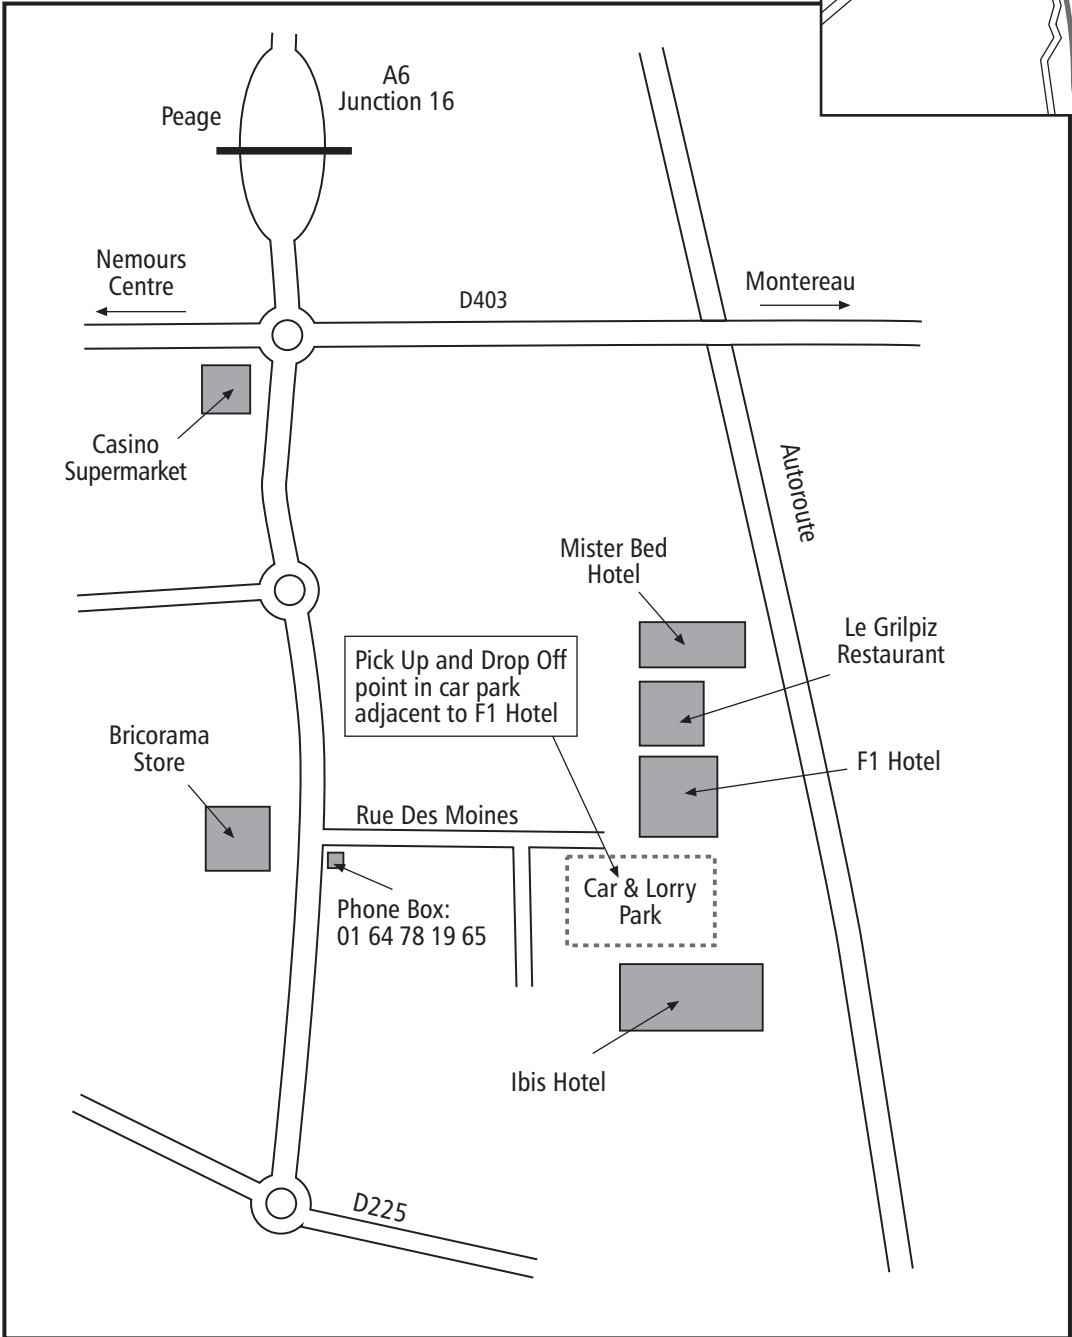 A6
Junction 16
Peage
Nemours
Centre
D403
Montereau
Casino
Supermarket
Autoroute
Mister Bed
Hotel
Le Grilpiz
Restaurant
Pick Up and Drop Off
point in car park
adjacent to F1 Hotel
Bricorama
Store
F1 Hotel
Rue Des Moines
Car & Lorry
Park
Phone Box:
01 64 78 19 65
Ibis Hotel
D225